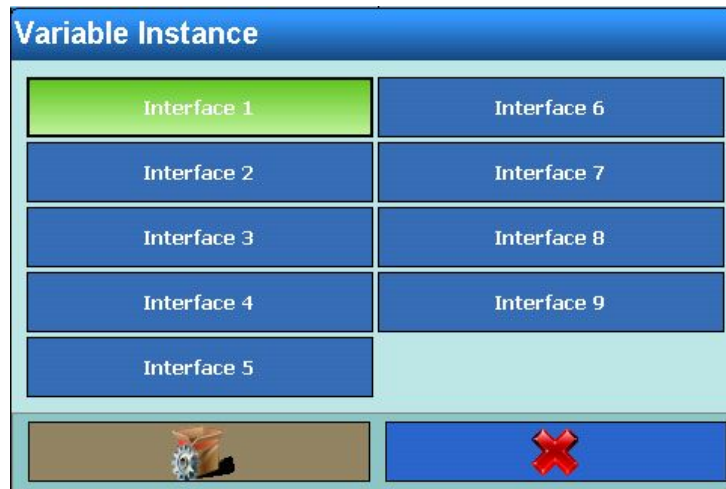 Variable Instance
Interface 1
Interface 2
Interface 3
Interface 4
Interface 5
Interface 6
Interface 7
Interface 8
Interface 9